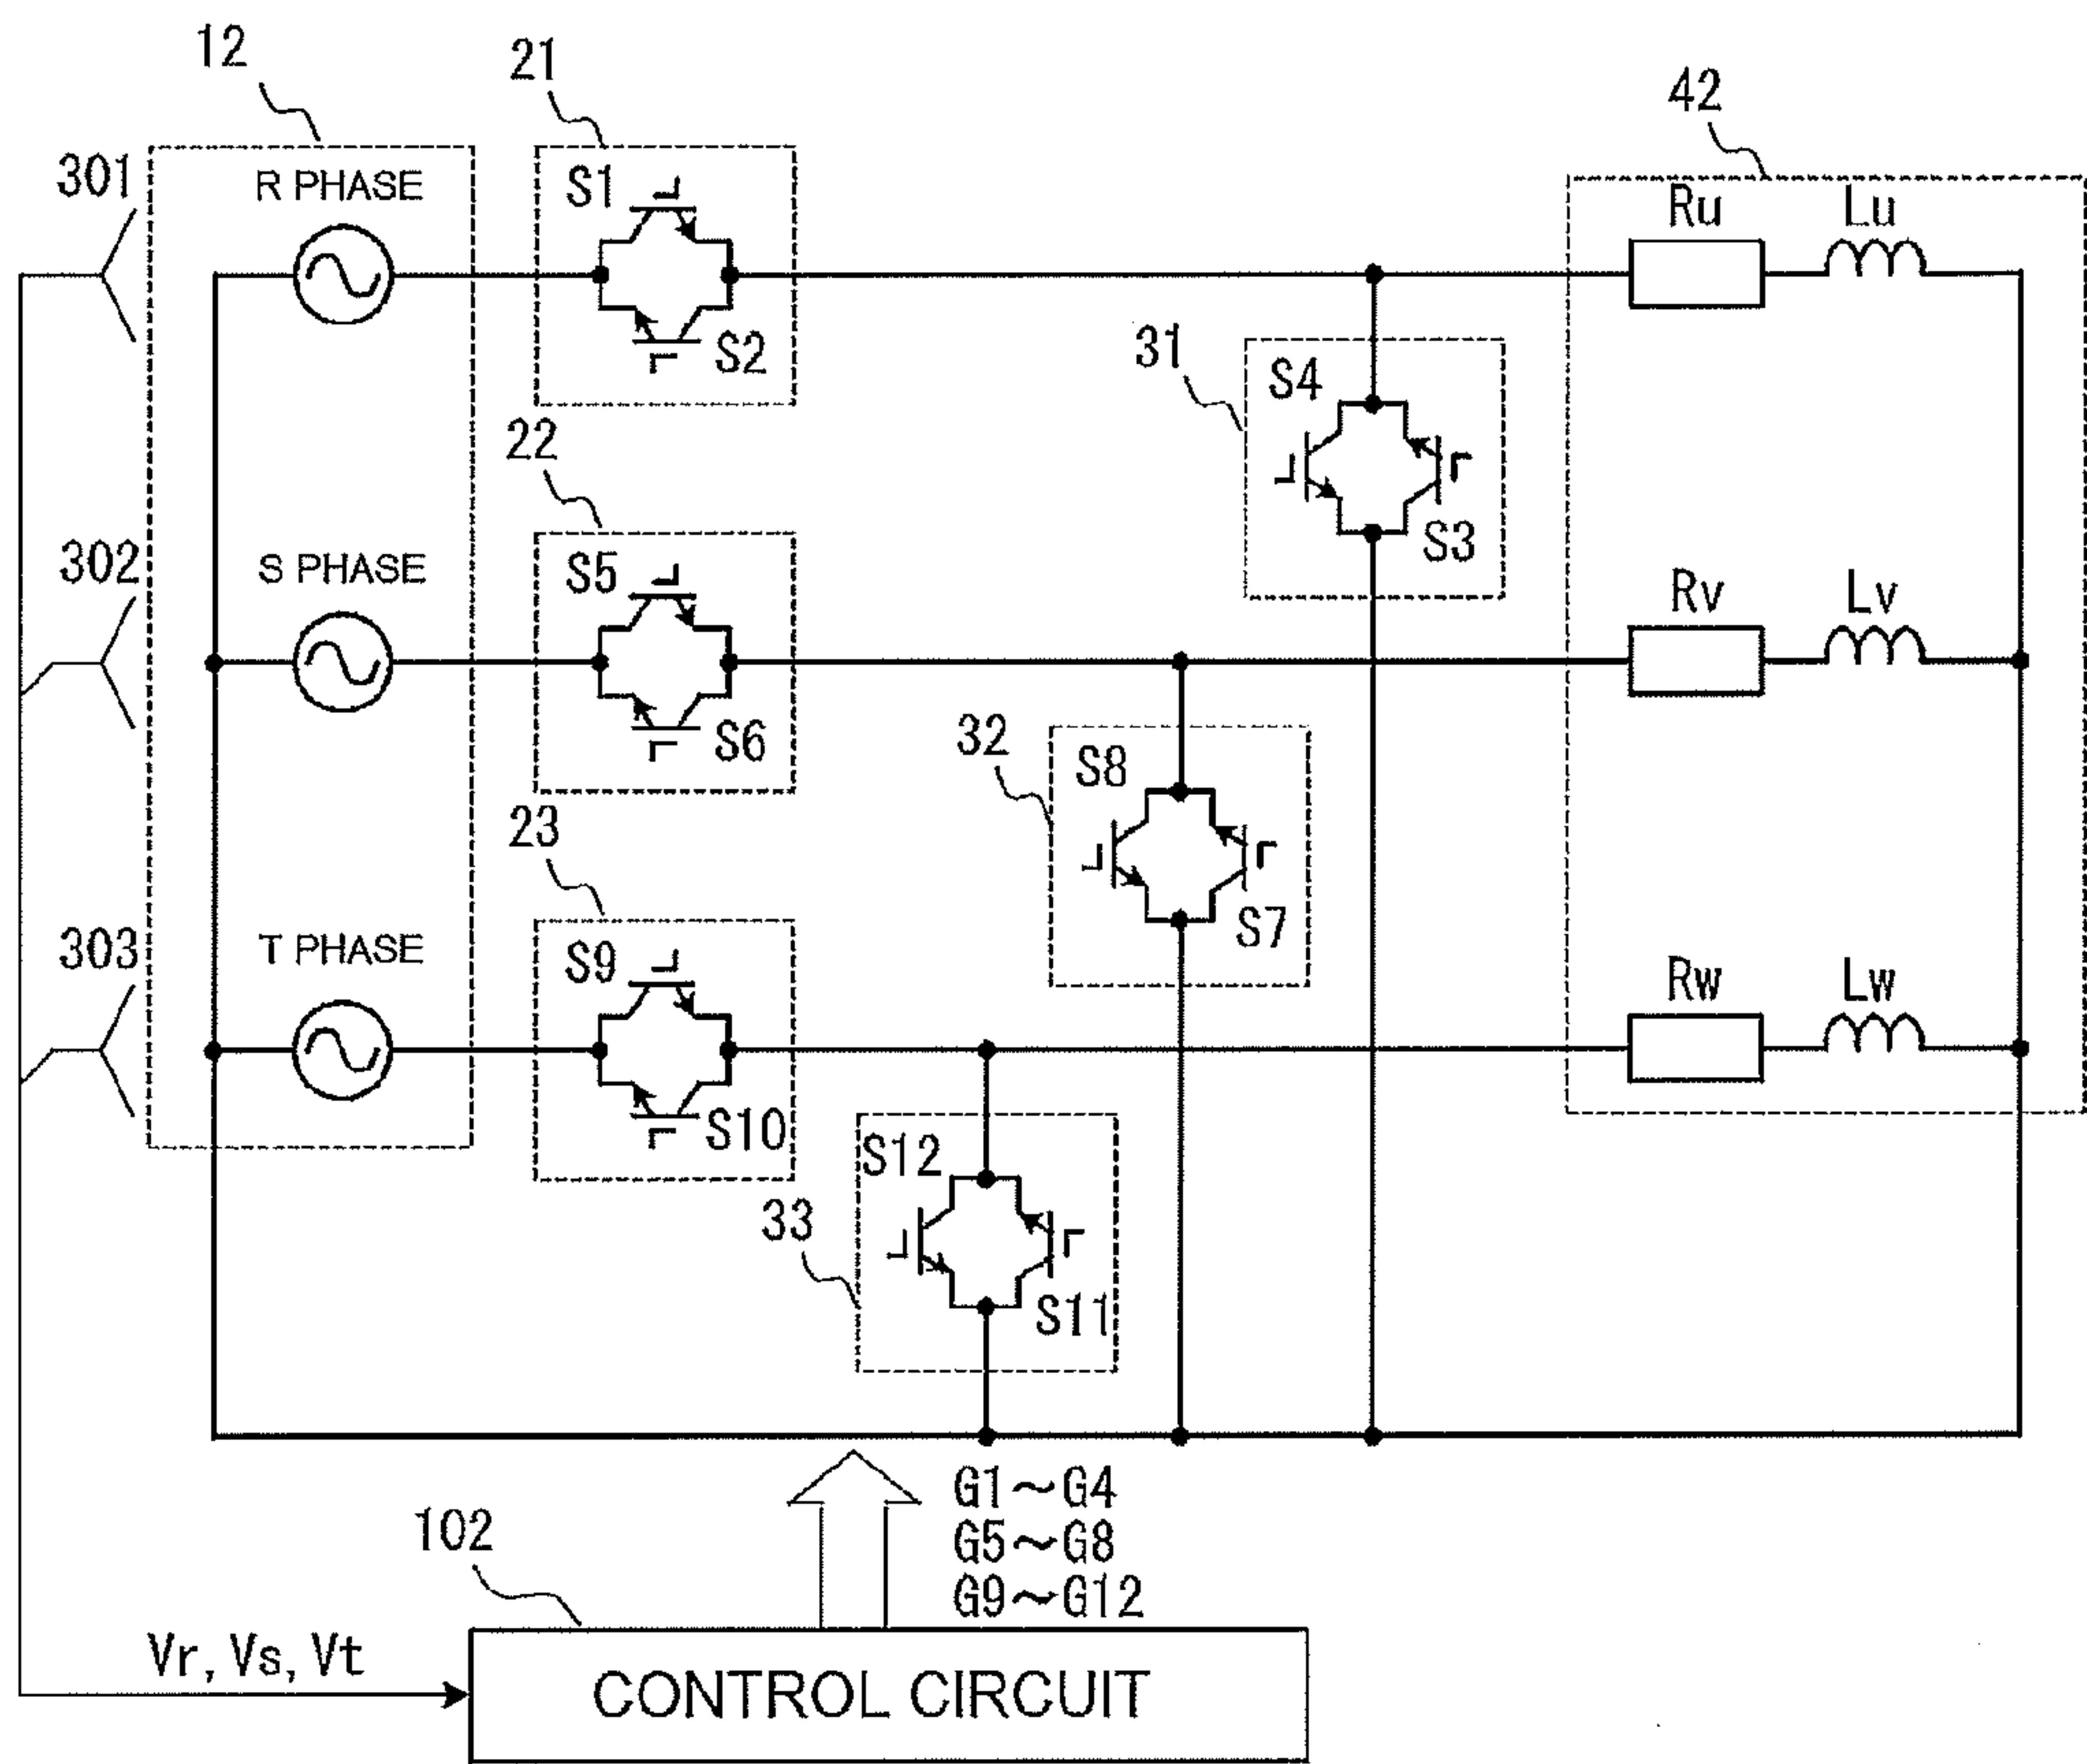 12
21
42
301
R PHASE
S1
Ru
Lu
S2
31
S4
S3
22
302
S PHASE
S5
Rv
Lv
S6
32
S8
S7
23
303
T PHASE
S9
Rw
Lw
S10
S12
33
S11
G1~G4
102
G5~G8
G9~G12
Vr, Vs, Vt
CONTROL CIRCUIT